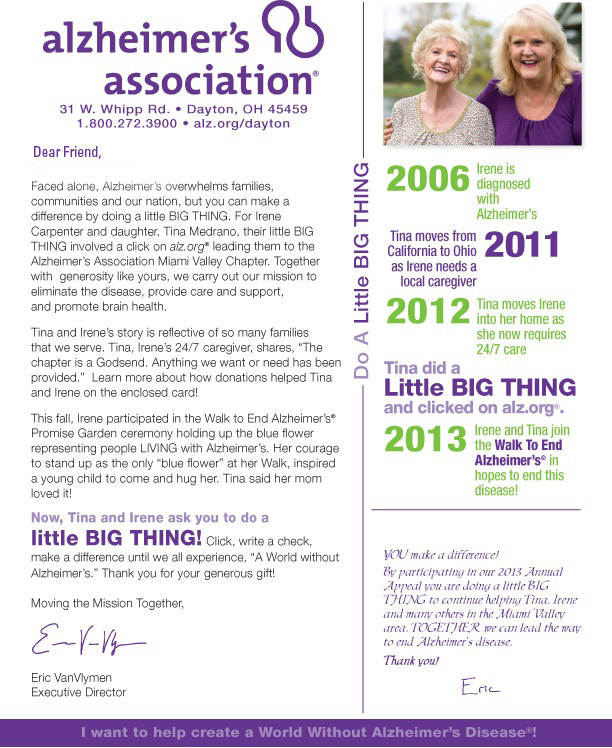 alzheimer's
association®
31 W. Whipp Rd. • Dayton, OH 45459
1.800.272.3900 • alz.org/dayton
Dear Friend,
Faced alone, Alzheimer's overwhelms families,
communities and our nation, but you can make a
difference by doing a little BIG THING. For Irene
Carpenter and daughter, Tina Medrano, their little BIG
THING involved a click on alz.org® leading them to the
Alzheimer's Association Miami Valley Chapter. Together
with generosity like yours, we carry out our mission to
eliminate the disease, provide care and support,
and promote brain health.
Tina and Irene's story is reflective of so many families
that we serve. Tina, Irene's 24/7 caregiver, shares, "The
chapter is a Godsend. Anything we want or need has been
provided." Learn more about how donations helped Tina
and Irene on the enclosed card!
This fall, Irene participated in the Walk to End Alzheimer's®
Promise Garden ceremony holding up the blue flower
representing people LIVING with Alzheimer's. Her courage
to stand up as the only "blue flower" at her Walk, inspired
a young child to come and hug her. Tina said her mom
loved it!
Now, Tina and Irene ask you to do a
little BIG THING! Click, write a check,
make a difference until we all experience, "A World without
Alzheimer's." Thank you for your generous gift!
Moving the Mission Together,
Eric VanVlymen
Executive Director
Do A Little BIG THING
2006 Irene is
diagnosed
with
Alzheimer's
Tina moves from
California to Ohio
as Irene needs a
local caregiver
2011
2012 Tina moves Irene
into her home as
she now requires
24/7 care
Tina did a
Little BIG THING
and clicked on alz.org®.
2013 Irene and Tina join
the Walk To End
Alzheimer's® in
hopes to end this
disease!
YOU make a difference!
By participating in our 2013 Annual
Appeal you are doing a little BIG
THING to continue helping Tina, Irene
and many others in the Miami Valley
area. TOGETHER we can lead the way
to end Alzheimer's disease.
Thank you!
Eric
I want to help create a World Without Alzheimer's Disease®!